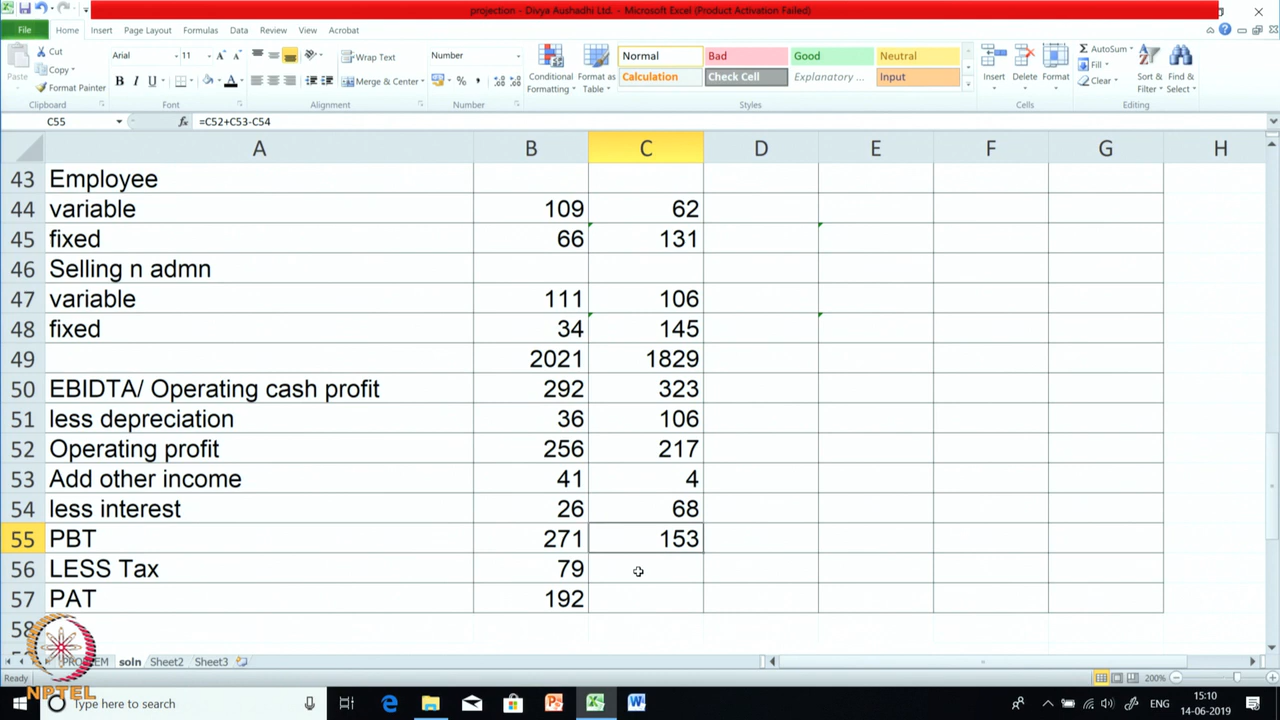 projection - Divya Aushadhi Ltd. - Microsoft Excel (Product Activation Failed)
File Home Insert Page Layout Formulas Data Review View Acrobat
Paste
Cut
Copy
Format Painter
Clipboard
Arial 11
B I U
Font
Wrap Text
Merge & Center
Alignment
Number
Number
Conditional Formatting
Format as Table
Normal Bad Good Neutral
Calculation Check Cell Explanatory ... Input
Styles
Insert Delete Format
Cells
AutoSum
Fill
Clear
Sort & Filter
Find & Select
Editing
C55 fx =C52+C53-C54
A B C D E F G H
43 Employee
44 variable 109 62
45 fixed 66 131
46 Selling n admn
47 variable 111 106
48 fixed 34 145
49 2021 1829
50 EBIDTA/ Operating cash profit 292 323
51 less depreciation 36 106
52 Operating profit 256 217
53 Add other income 41 4
54 less interest 26 68
55 PBT 271 153
56 LESS Tax 79
57 PAT 192
58
soln Sheet2 Sheet3
Ready 200%
NPTEL
Type here to search
ENG
15:10
14-06-2019